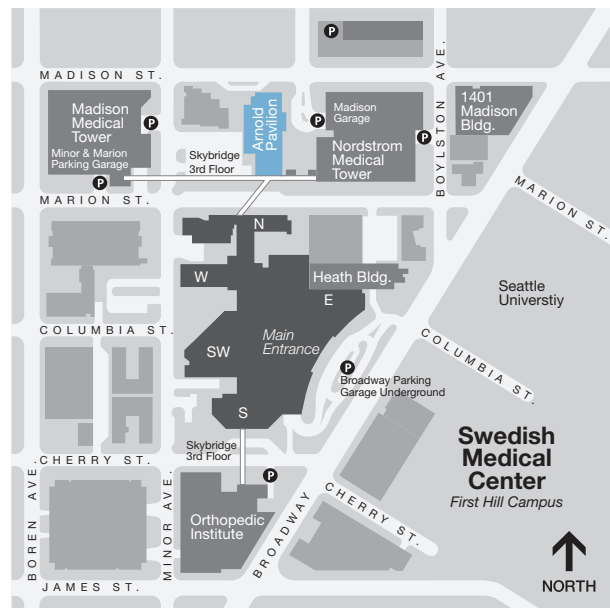 P
MADISON ST.
BOYLSTON AVE.
Madison
Medical
Tower
Minor & Marion
Parking Garage
P
P
Arnold
Pavilion
Madison
Garage
P
Nordstrom
Medical
Tower
P
1401
Madison
Bldg.
Skybridge
3rd Floor
MARION ST.
MARION ST.
N
W
Heath Bldg.
E
Seattle
Universtiy
COLUMBIA ST.
Main
Entrance
SW
COLUMBIA ST.
P
Broadway Parking
Garage Underground
S
Skybridge
3rd Floor
Swedish
Medical
Center
First Hill Campus
CHERRY ST.
P
CHERRY ST.
BOREN AVE.
MINOR AVE.
Orthopedic
Institute
BROADWAY
JAMES ST.
NORTH